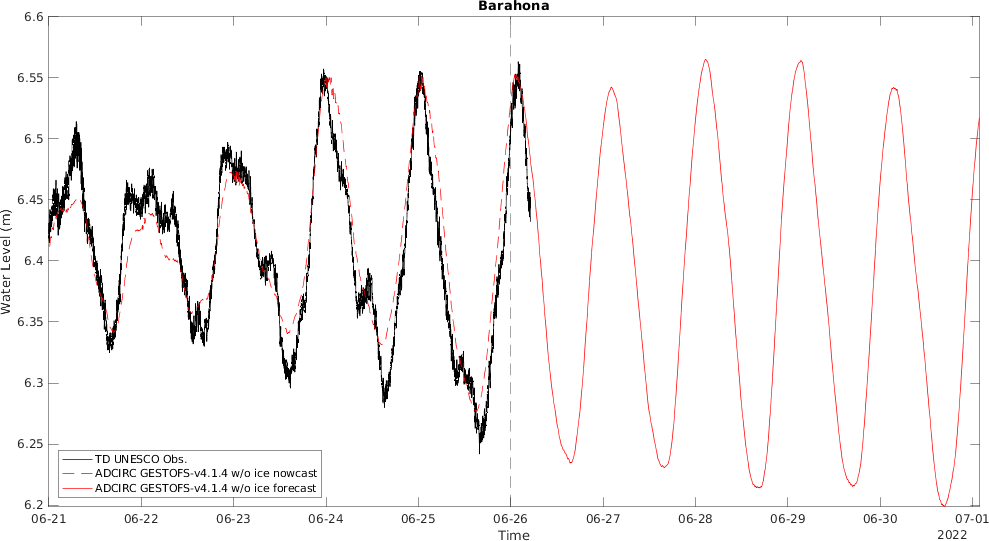 Barahona
6.6
6.55
6.5
6.45
6.4
6.35
6.3
6.25
6.2
Water Level (m)
TD UNESCO Obs.
ADCIRC GESTOFS-v4.1.4 w/o ice nowcast
ADCIRC GESTOFS-v4.1.4 w/o ice forecast
06-21 06-22 06-23 06-24 06-25 06-26 06-27 06-28 06-29 06-30 07-01
Time
2022